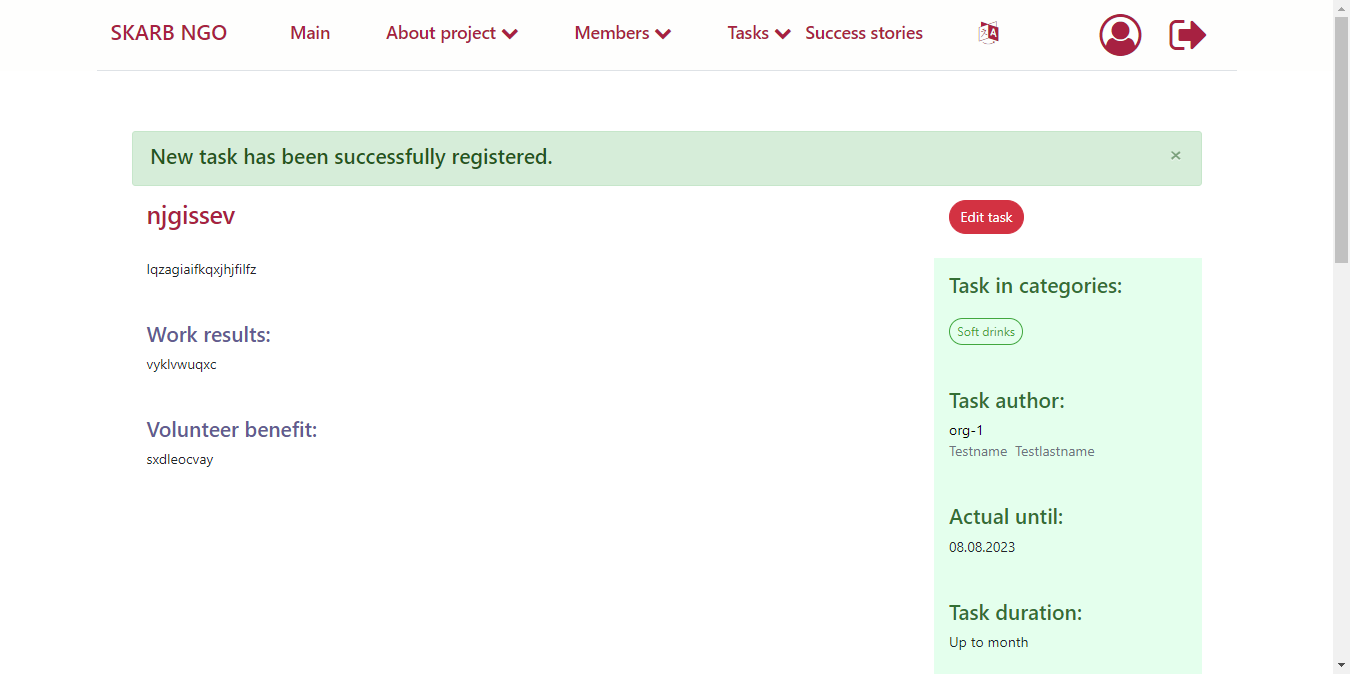 SKARB NGO Main About project Members Tasks Success stories
New task has been successfully registered. ×
njgissev
Edit task
lqzagiaifkqxjhjfilfz
Work results:
vyklvwuqxc
Volunteer benefit:
sxdleocvay
Task in categories:
Soft drinks
Task author:
org-1
Testname Testlastname
Actual until:
08.08.2023
Task duration:
Up to month